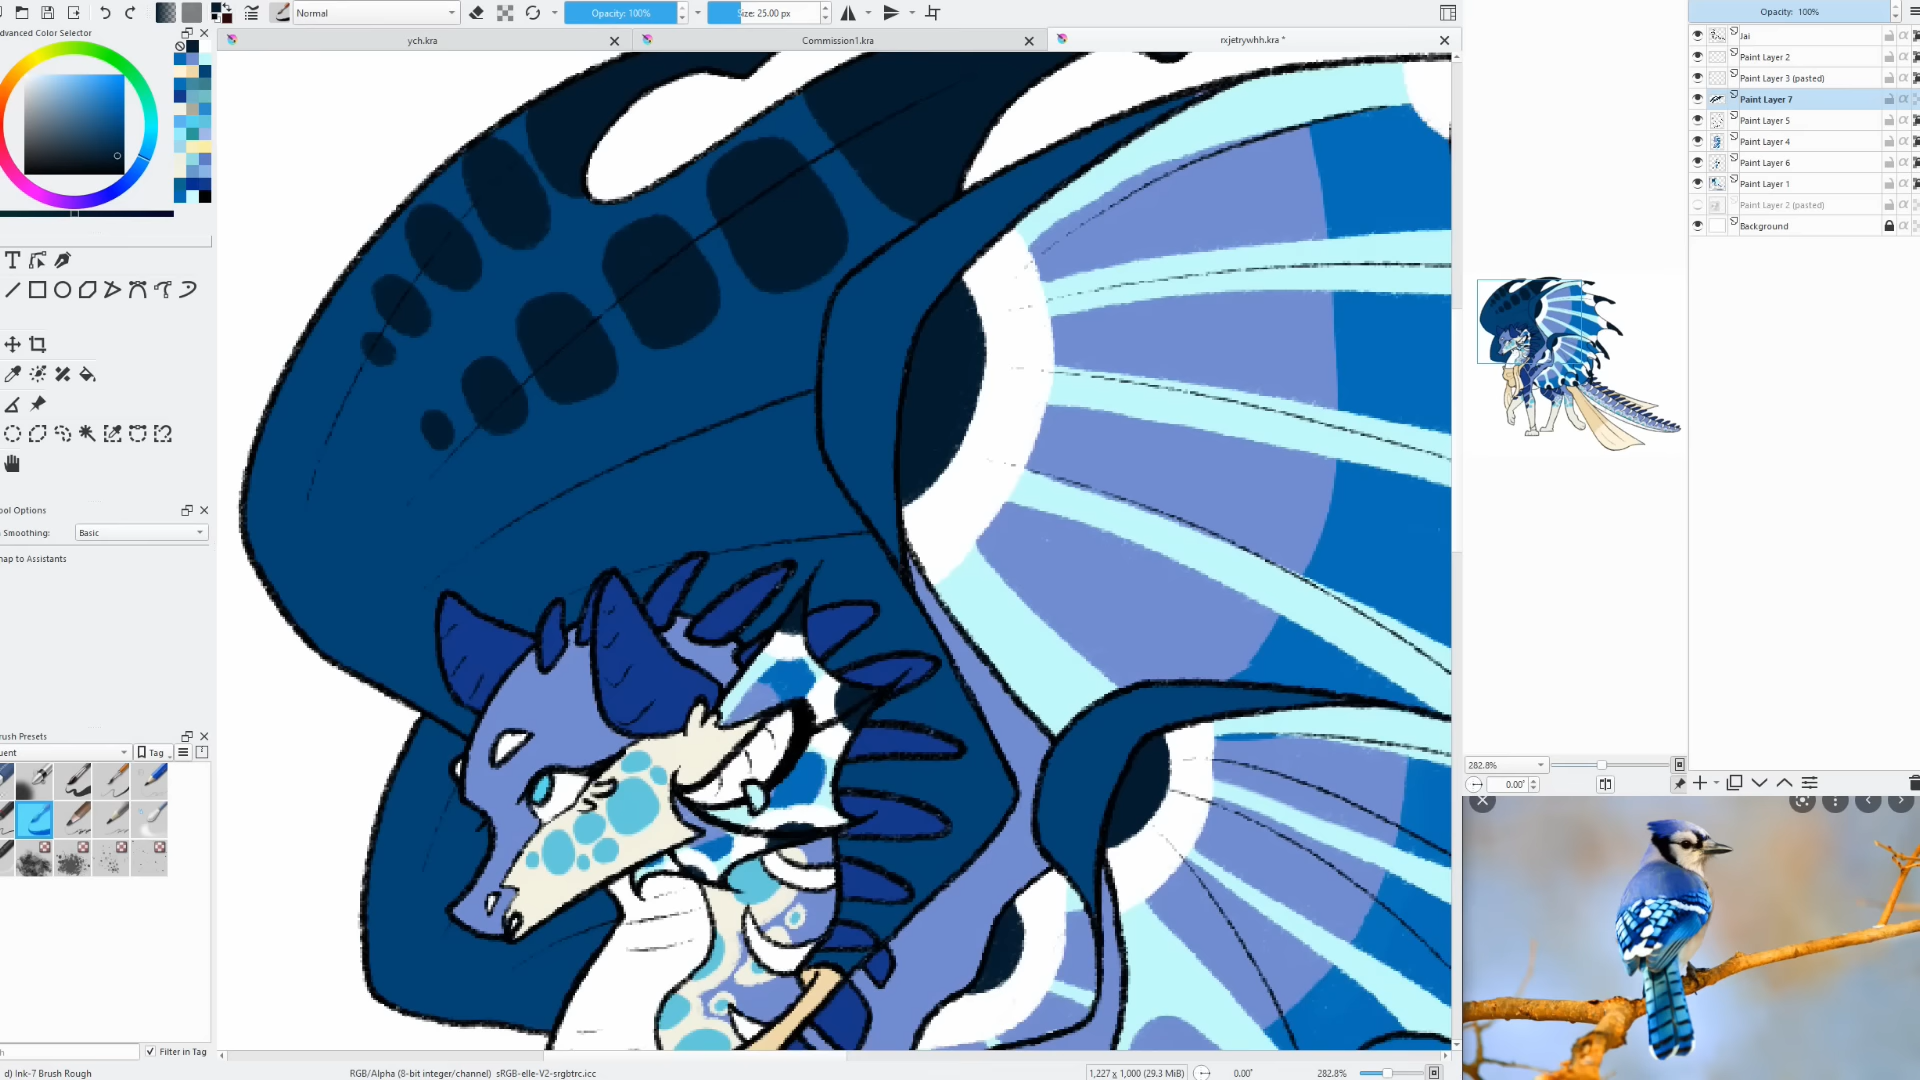 Normal
Opacity: 100%
Size: 25.00 px
Opacity: 100%
dvanced Color Selector
ych.kra
Commission1.kra
rxjetrywhh.kra *
Jai
Paint Layer 2
Paint Layer 3 (pasted)
Paint Layer 7
Paint Layer 5
Paint Layer 4
Paint Layer 6
Paint Layer 1
Paint Layer 2 (pasted)
Background
ool Options
Smoothing:
Basic
nap to Assistants
rush Presets
uent
Tag
282.8%
0.00°
Filter in Tag
d) Ink-7 Brush Rough
RGB/Alpha (8-bit integer/channel) sRGB-elle-V2-srgbtrc.icc
1,227 x 1,000 (29.3 MiB)
0.00°
282.8%